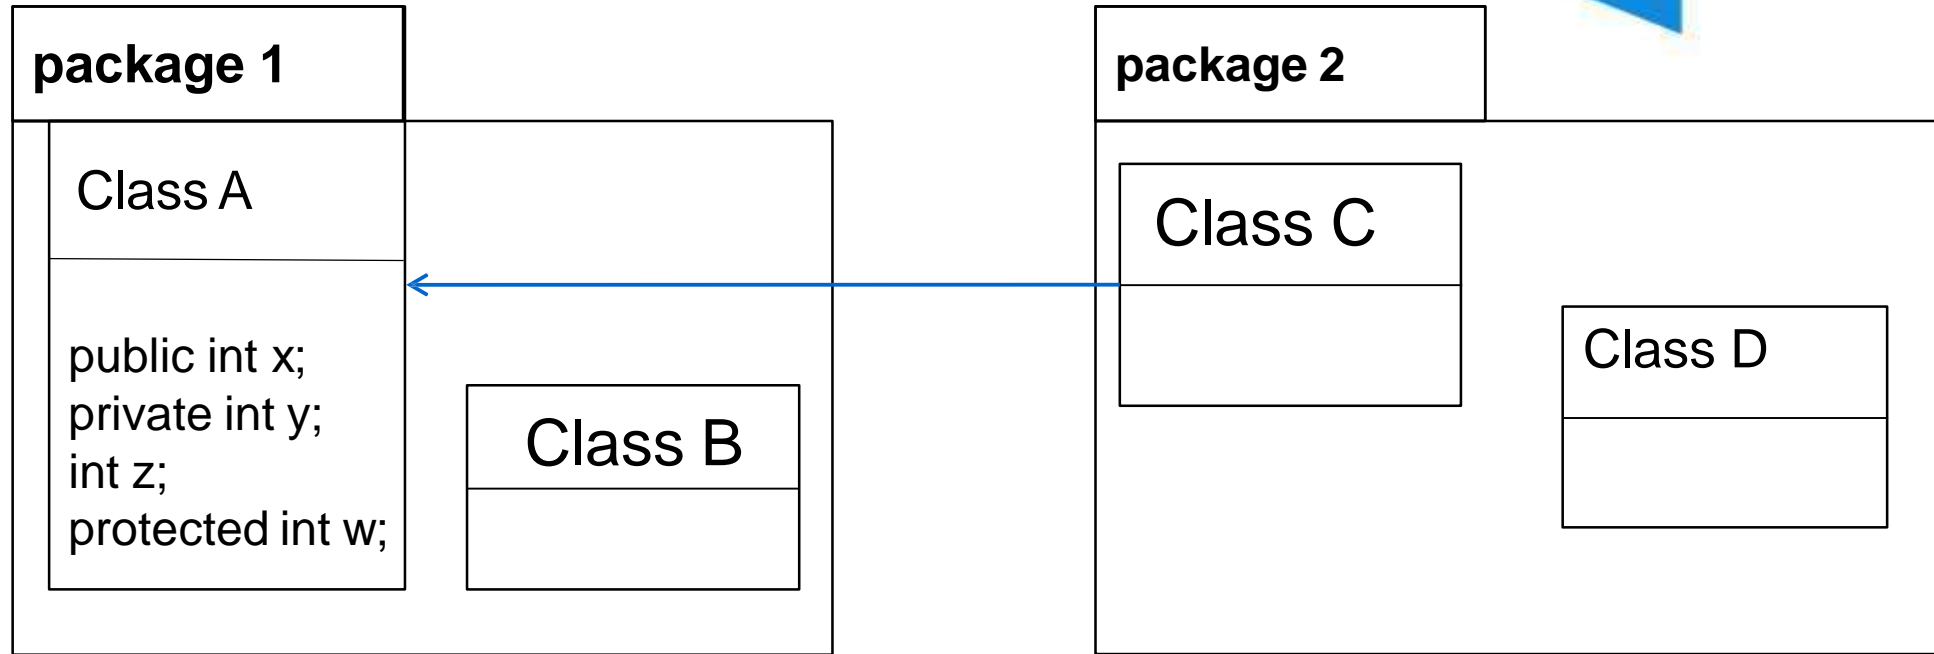 package 1
Class A
public int x;
private int y;
int z;
protected int w;
Class B
package 2
Class C
Class D